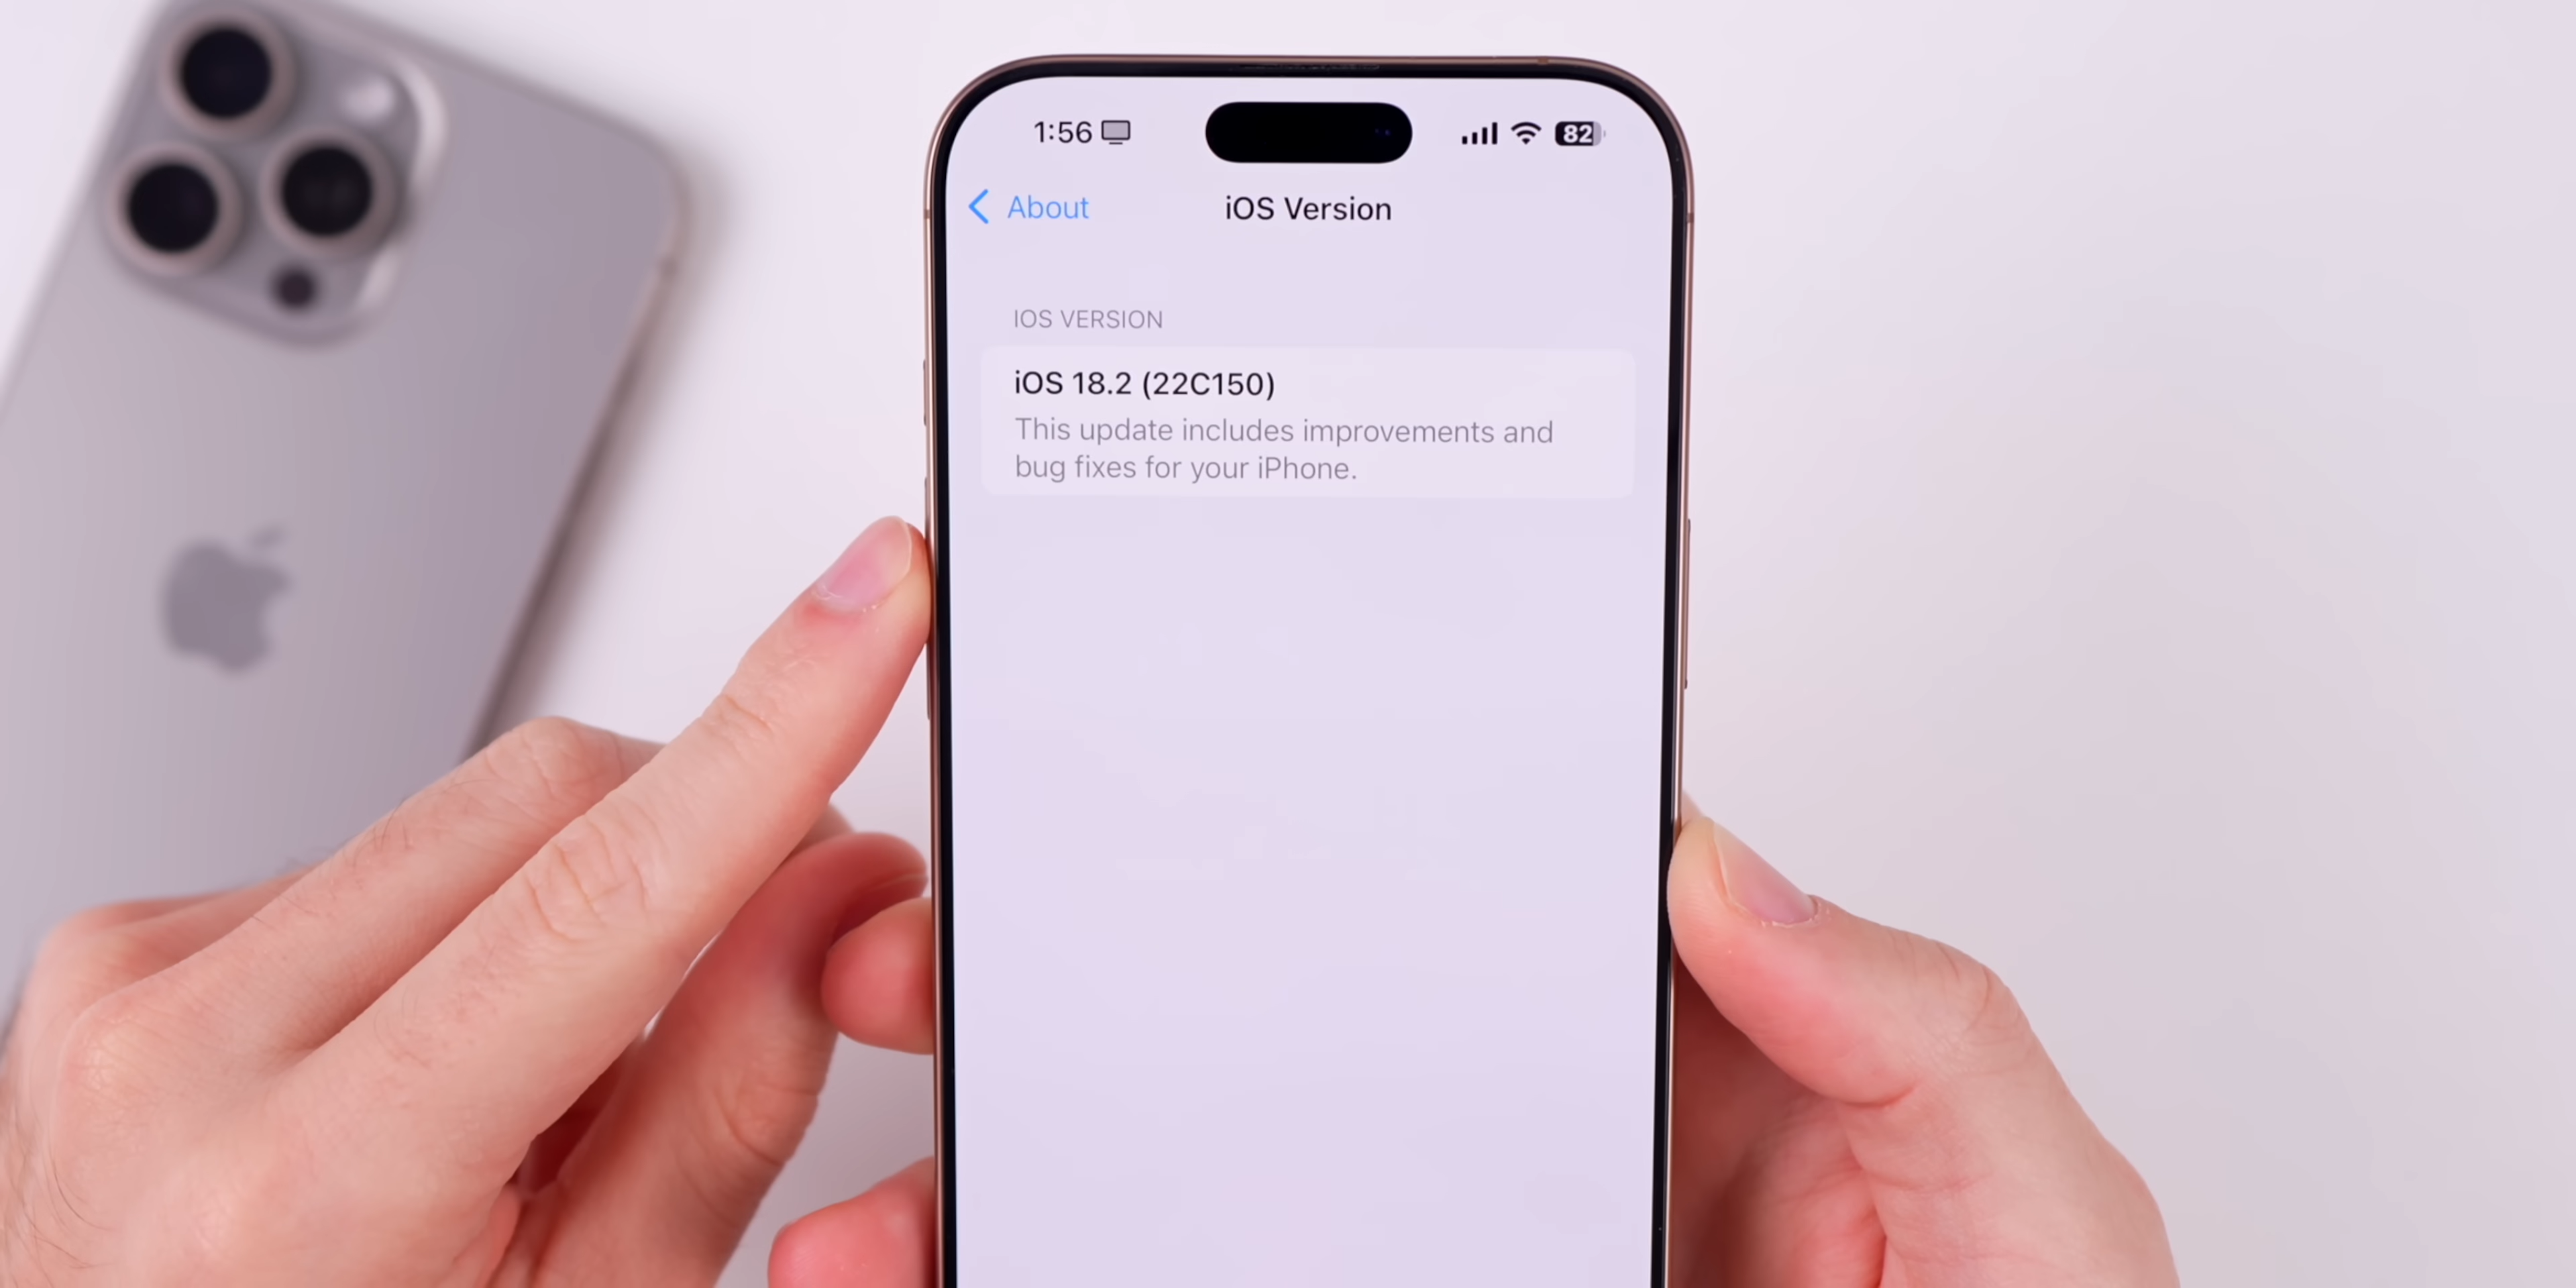 1:56
82
About
iOS Version
IOS VERSION
iOS 18.2 (22C150)
This update includes improvements and
bug fixes for your iPhone.